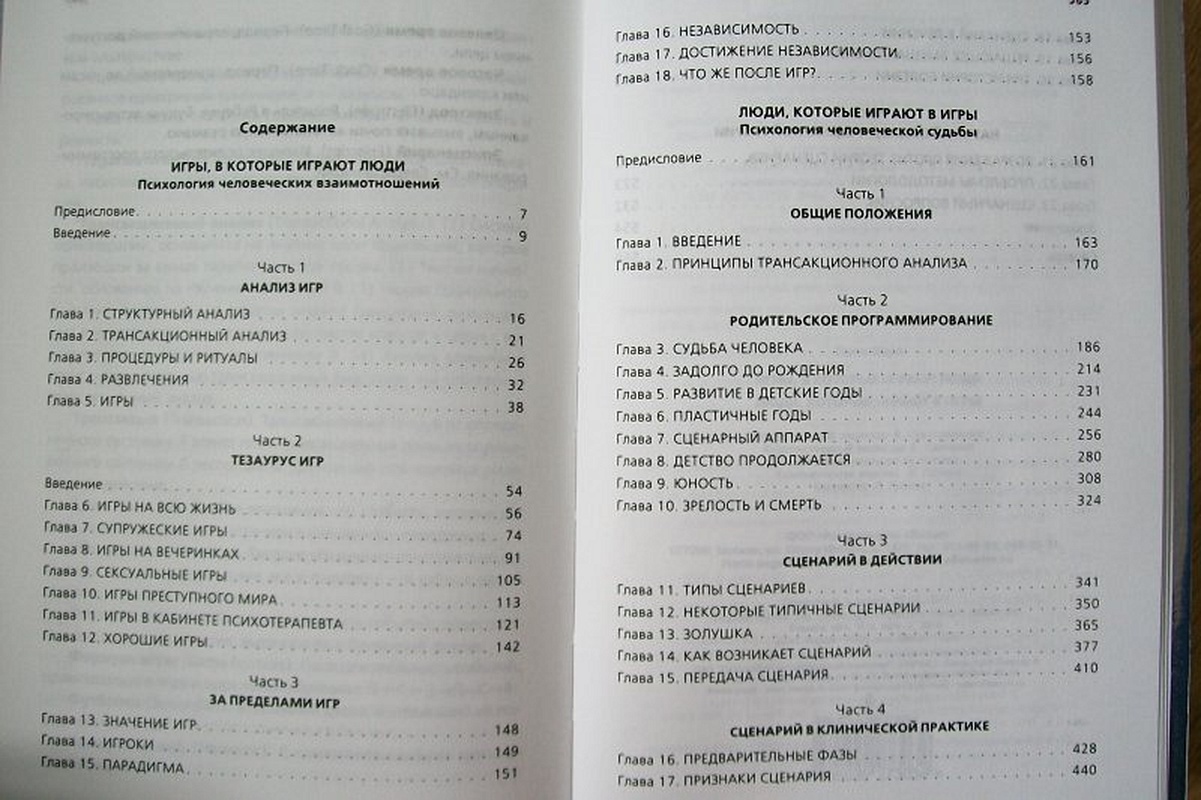 Содержание
ИГРЫ, В КОТОРЫЕ ИГРАЮТ ЛЮДИ
Психология человеческих взаимотношений
Предисловие. . . . . . . . . . . . . . . . . . . . 7
Введение . . . . . . . . . . . . . . . . . . . . 9
Часть 1
АНАЛИЗ ИГР
Глава 1. СТРУКТУРНЫЙ АНАЛИЗ . . . . . . . . . . 16
Глава 2. ТРАНСАКЦИОННЫЙ АНАЛИЗ . . . . . . . . . . 21
Глава 3. ПРОЦЕДУРЫ И РИТУАЛЫ . . . . . . . . . . 26
Глава 4. РАЗВЛЕЧЕНИЯ . . . . . . . . . . 32
Глава 5. ИГРЫ . . . . . . . . . . 38
Часть 2
ТЕЗАУРУС ИГР
Введение . . . . . . . . . . 54
Глава 6. ИГРЫ НА ВСЮ ЖИЗНЬ . . . . . . . . . . 56
Глава 7. СУПРУЖЕСКИЕ ИГРЫ . . . . . . . . . . 74
Глава 8. ИГРЫ НА ВЕЧЕРИНКАХ . . . . . . . . . . 91
Глава 9. СЕКСУАЛЬНЫЕ ИГРЫ . . . . . . . . . . 105
Глава 10. ИГРЫ ПРЕСТУПНОГО МИРА . . . . . . . . . . 113
Глава 11. ИГРЫ В КАБИНЕТЕ ПСИХОТЕРАПЕВТА . . . . . . . . . . 121
Глава 12. ХОРОШИЕ ИГРЫ . . . . . . . . . . 142
Часть 3
ЗА ПРЕДЕЛАМИ ИГР
Глава 13. ЗНАЧЕНИЕ ИГР. . . . . . . . . . 148
Глава 14. ИГРОКИ . . . . . . . . . . 149
Глава 15. ПАРАДИГМА . . . . . . . . . . 151
Глава 16. НЕЗАВИСИМОСТЬ . . . . . . . . . . 153
Глава 17. ДОСТИЖЕНИЕ НЕЗАВИСИМОСТИ. . . . . . . . . . 156
Глава 18. ЧТО ЖЕ ПОСЛЕ ИГР?. . . . . . . . . . 158
ЛЮДИ, КОТОРЫЕ ИГРАЮТ В ИГРЫ
Психология человеческой судьбы
Предисловие . . . . . . . . . . 161
Часть 1
ОБЩИЕ ПОЛОЖЕНИЯ
Глава 1. ВВЕДЕНИЕ . . . . . . . . . . 163
Глава 2. ПРИНЦИПЫ ТРАНСАКЦИОННОГО АНАЛИЗА . . . . . . . . . . 170
Часть 2
РОДИТЕЛЬСКОЕ ПРОГРАММИРОВАНИЕ
Глава 3. СУДЬБА ЧЕЛОВЕКА . . . . . . . . . . 186
Глава 4. ЗАДОЛГО ДО РОЖДЕНИЯ . . . . . . . . . . 214
Глава 5. РАЗВИТИЕ В ДЕТСКИЕ ГОДЫ . . . . . . . . . . 231
Глава 6. ПЛАСТИЧНЫЕ ГОДЫ . . . . . . . . . . 244
Глава 7. СЦЕНАРНЫЙ АППАРАТ . . . . . . . . . . 256
Глава 8. ДЕТСТВО ПРОДОЛЖАЕТСЯ . . . . . . . . . . 280
Глава 9. ЮНОСТЬ . . . . . . . . . . 308
Глава 10. ЗРЕЛОСТЬ И СМЕРТЬ . . . . . . . . . . 324
Часть 3
СЦЕНАРИЙ В ДЕЙСТВИИ
Глава 11. ТИПЫ СЦЕНАРИЕВ . . . . . . . . . . 341
Глава 12. НЕКОТОРЫЕ ТИПИЧНЫЕ СЦЕНАРИИ . . . . . . . . . . 350
Глава 13. ЗОЛУШКА . . . . . . . . . . 365
Глава 14. КАК ВОЗНИКАЕТ СЦЕНАРИЙ . . . . . . . . . . 377
Глава 15. ПЕРЕДАЧА СЦЕНАРИЯ. . . . . . . . . . 410
Часть 4
СЦЕНАРИЙ В КЛИНИЧЕСКОЙ ПРАКТИКЕ
Глава 16. ПРЕДВАРИТЕЛЬНЫЕ ФАЗЫ . . . . . . . . . . 428
Глава 17. ПРИЗНАКИ СЦЕНАРИЯ . . . . . . . . . . 440